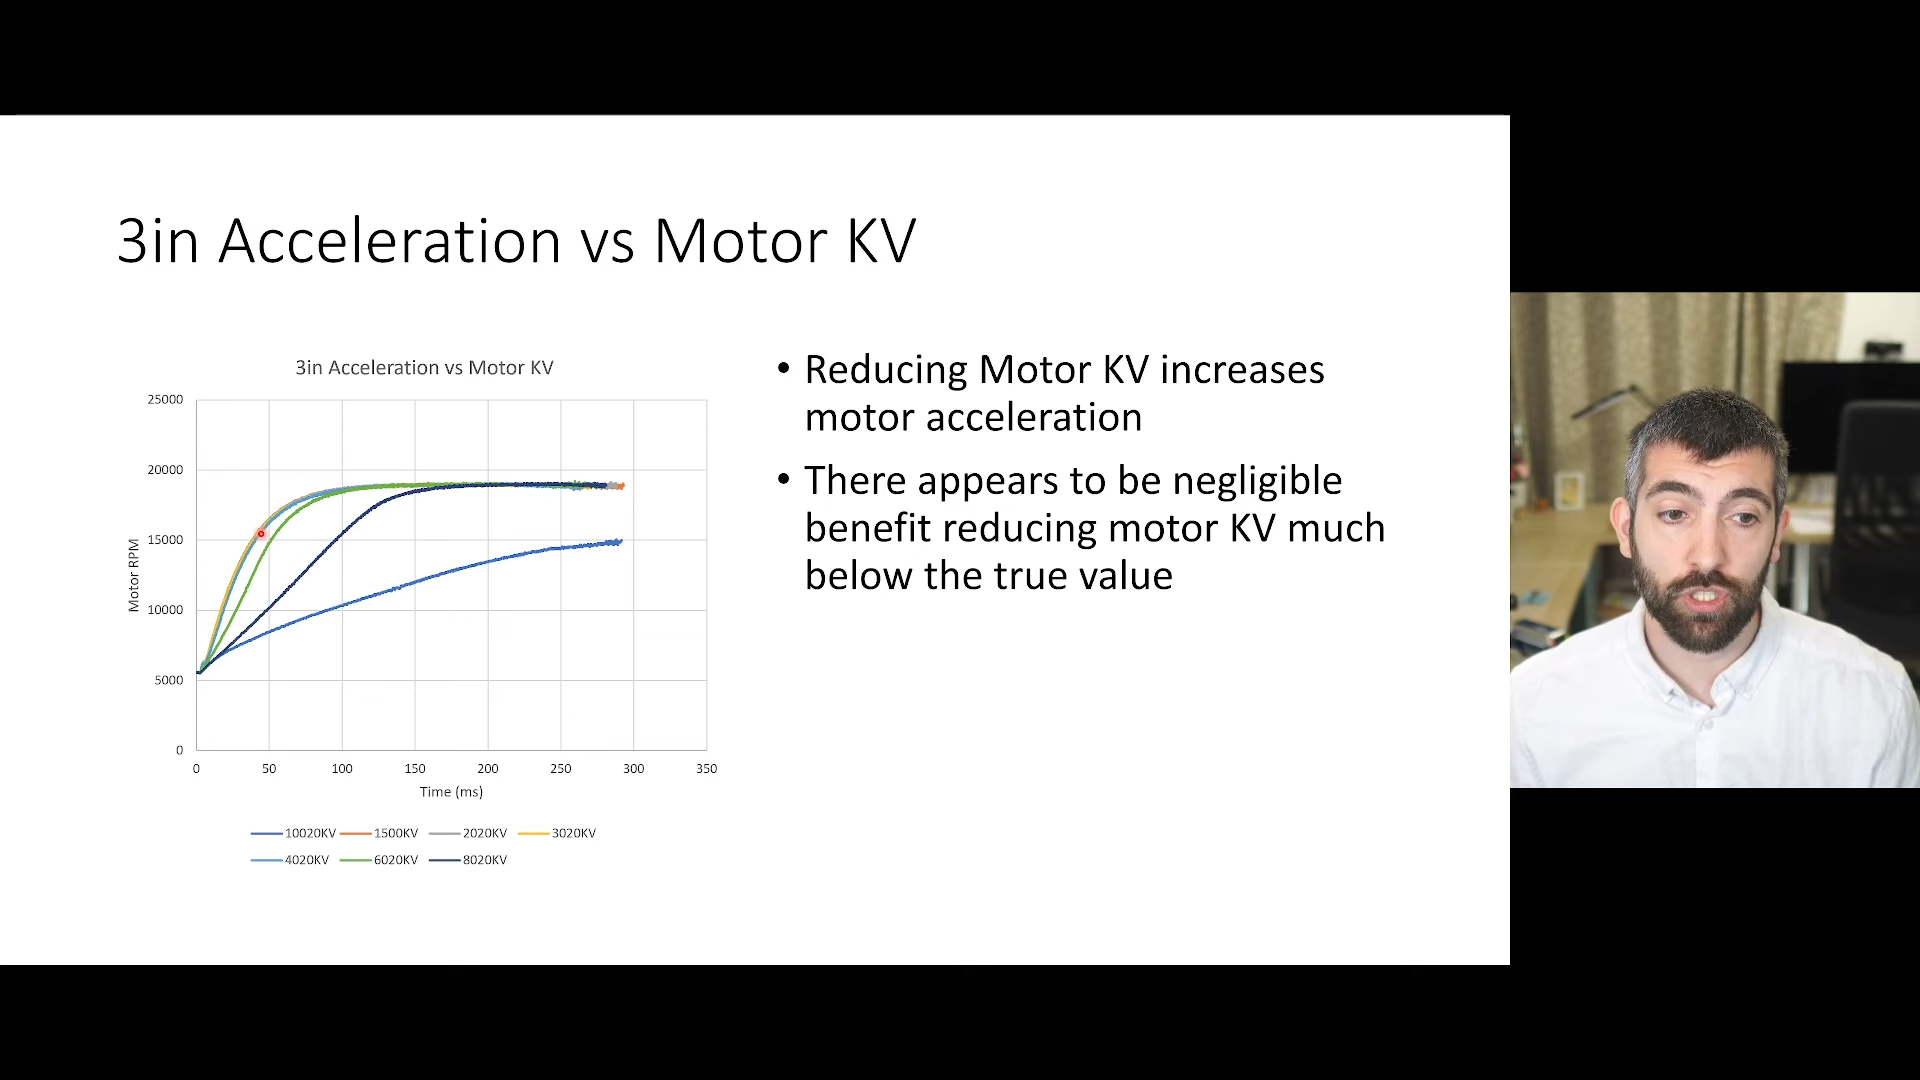 3in Acceleration vs Motor KV
3in Acceleration vs Motor KV
25000
20000
15000
10000
5000
0
Motor RPM
0 50 100 150 200 250 300 350
Time (ms)
10020KV 1500KV 2020KV 3020KV
4020KV 6020KV 8020KV
• Reducing Motor KV increases
motor acceleration
• There appears to be negligible
benefit reducing motor KV much
below the true value